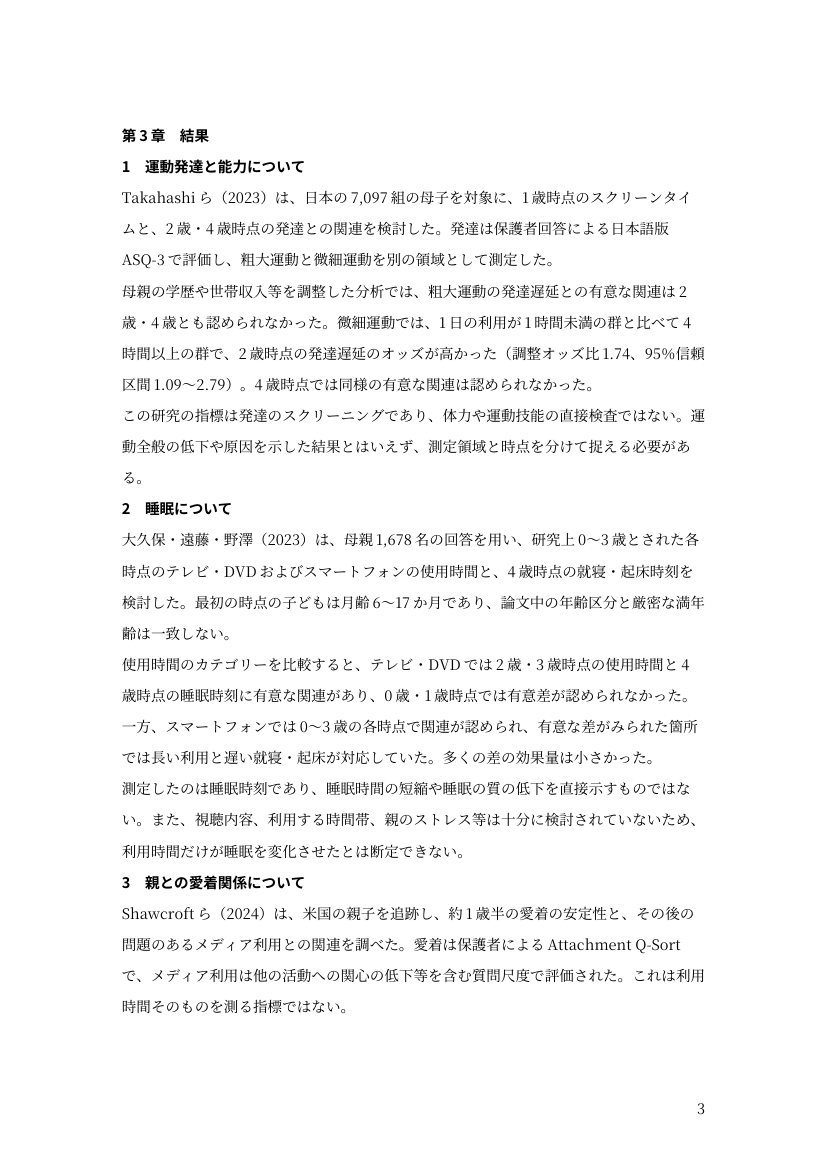 第3章　結果
1　運動発達と能力について
Takahashiら（2023）は、日本の7,097組の母子を対象に、1歳時点のスクリーンタイ
ムと、2歳・4歳時点の発達との関連を検討した。発達は保護者回答による日本語版
ASQ-3で評価し、粗大運動と微細運動を別の領域として測定した。
母親の学歴や世帯収入等を調整した分析では、粗大運動の発達遅延との有意な関連は2
歳・4歳とも認められなかった。微細運動では、1日の利用が1時間未満の群と比べて4
時間以上の群で、2歳時点の発達遅延のオッズが高かった（調整オッズ比1.74、95%信頼
区間1.09～2.79）。4歳時点では同様の有意な関連は認められなかった。
この研究の指標は発達のスクリーニングであり、体力や運動技能の直接検査ではない。運
動全般の低下や原因を示した結果とはいえず、測定領域と時点を分けて捉える必要があ
る。
2　睡眠について
大久保・遠藤・野澤（2023）は、母親1,678名の回答を用い、研究上0～3歳とされた各
時点のテレビ・DVDおよびスマートフォンの使用時間と、4歳時点の就寝・起床時刻を
検討した。最初の時点の子どもは月齢6～17か月であり、論文中の年齢区分と厳密な満年
齢は一致しない。
使用時間のカテゴリーを比較すると、テレビ・DVDでは2歳・3歳時点の使用時間と4
歳時点の睡眠時刻に有意な関連があり、0歳・1歳時点では有意差が認められなかった。
一方、スマートフォンでは0～3歳の各時点で関連が認められ、有意な差がみられた箇所
では長い利用と遅い就寝・起床が対応していた。多くの差の効果量は小さかった。
測定したのは睡眠時刻であり、睡眠時間の短縮や睡眠の質の低下を直接示すものではな
い。また、視聴内容、利用する時間帯、親のストレス等は十分に検討されていないため、
利用時間だけが睡眠を変化させたとは断定できない。
3　親との愛着関係について
Shawcroftら（2024）は、米国の親子を追跡し、約1歳半の愛着の安定性と、その後の
問題のあるメディア利用との関連を調べた。愛着は保護者によるAttachment Q-Sort
で、メディア利用は他の活動への関心の低下等を含む質問尺度で評価された。これは利用
時間そのものを測る指標ではない。
3